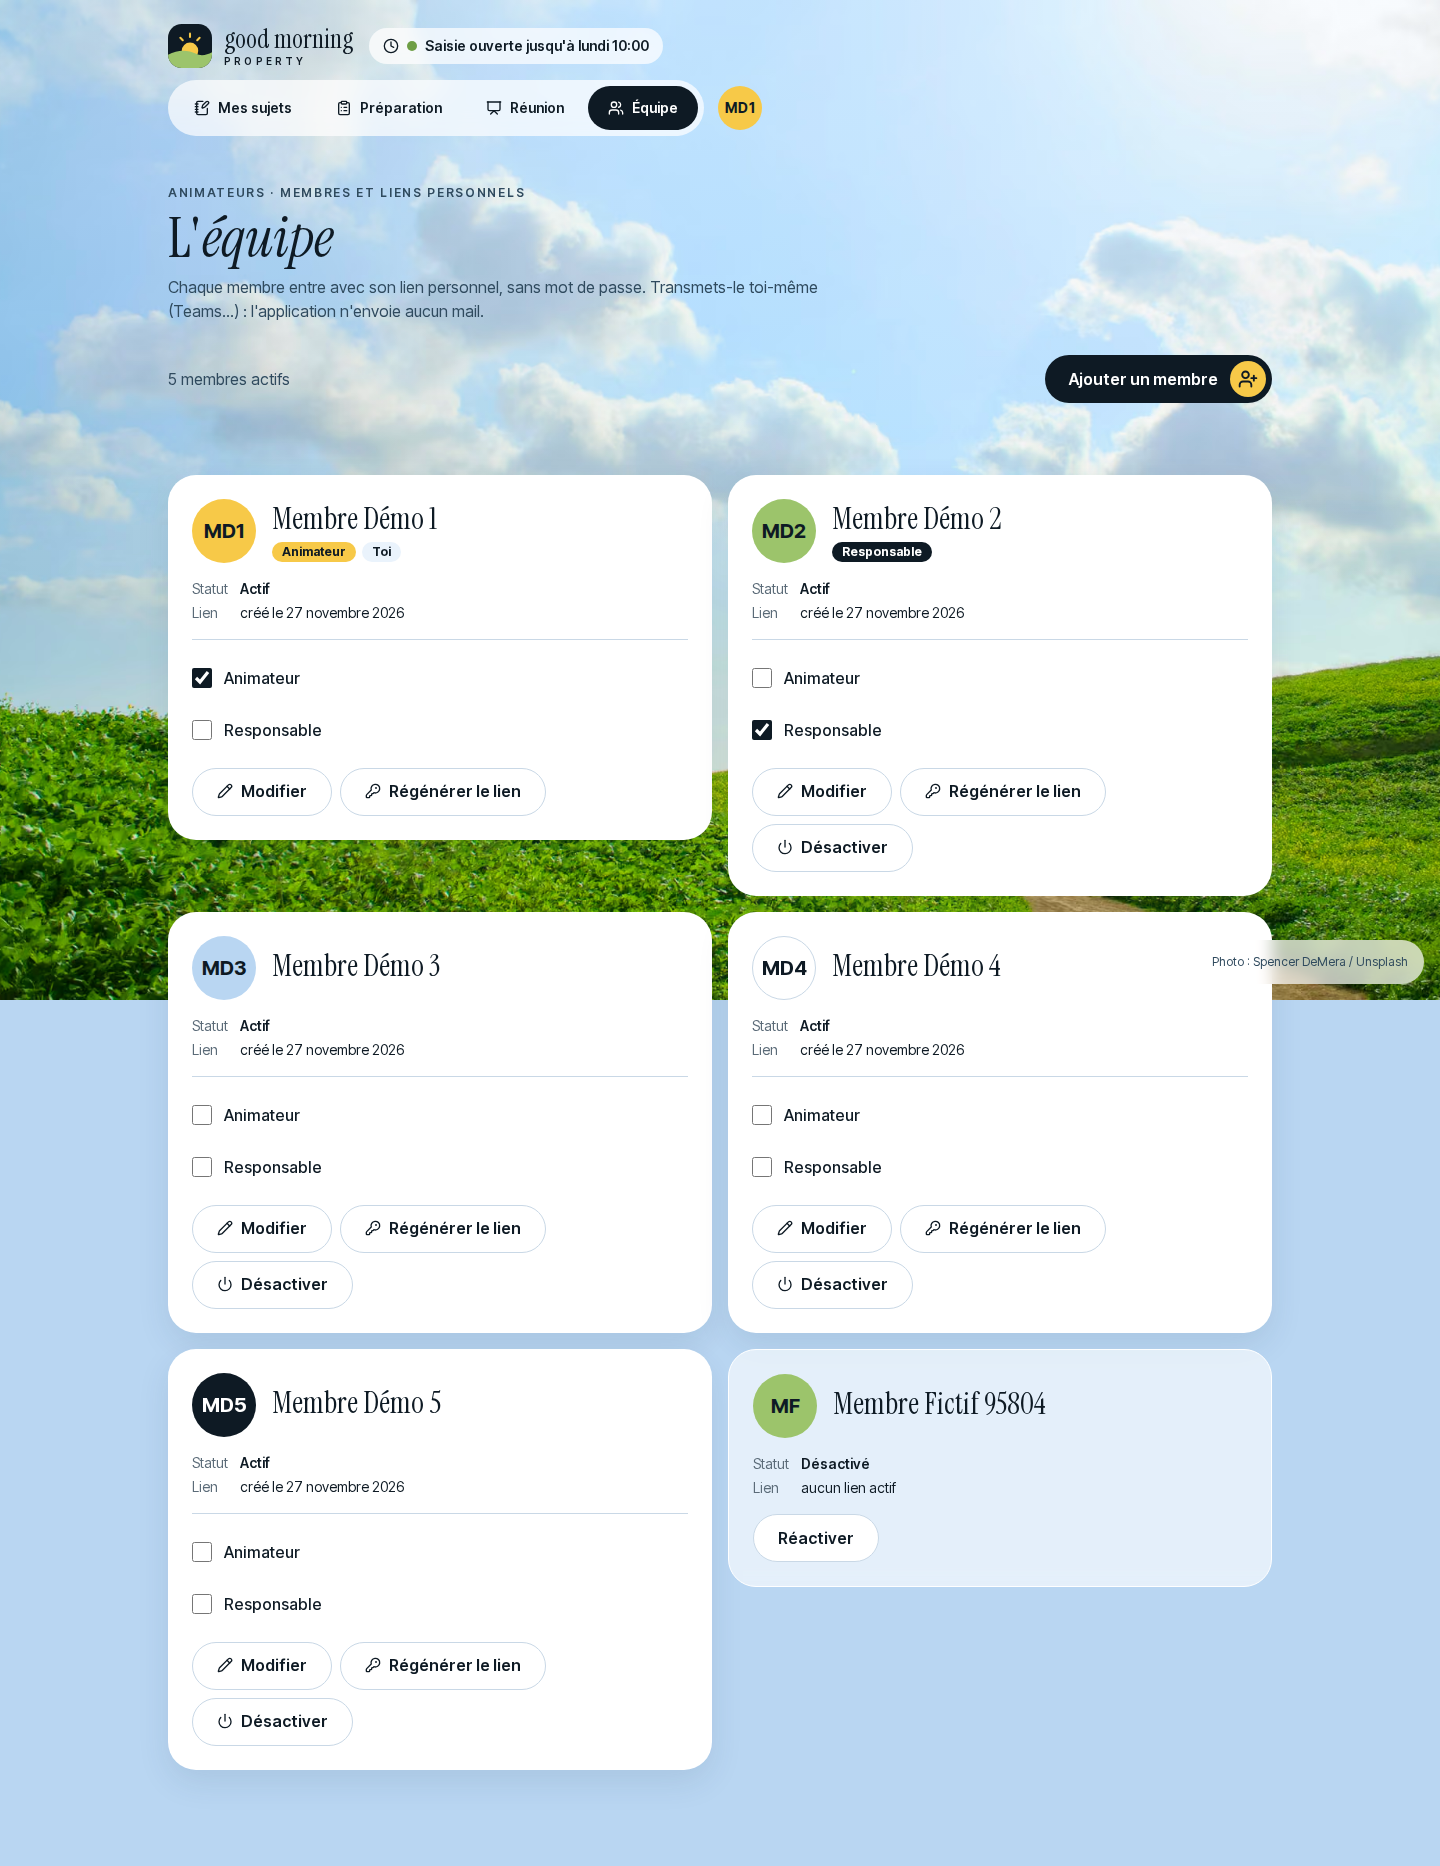 good morning
PROPERTY
Saisie ouverte jusqu'à lundi 10:00
Mes sujets
Préparation
Réunion
Équipe
MD1
ANIMATEURS · MEMBRES ET LIENS PERSONNELS
L'équipe
Chaque membre entre avec son lien personnel, sans mot de passe. Transmets-le toi-même
(Teams...) : l'application n'envoie aucun mail.
5 membres actifs
Ajouter un membre
MD1
Membre Démo 1
Animateur
Toi
Statut Actif
Lien créé le 27 novembre 2026
Animateur
Responsable
Modifier
Régénérer le lien
MD2
Membre Démo 2
Responsable
Statut Actif
Lien créé le 27 novembre 2026
Animateur
Responsable
Modifier
Régénérer le lien
Désactiver
MD3
Membre Démo 3
Statut Actif
Lien créé le 27 novembre 2026
Animateur
Responsable
Modifier
Régénérer le lien
Désactiver
MD4
Membre Démo 4
Statut Actif
Lien créé le 27 novembre 2026
Animateur
Responsable
Modifier
Régénérer le lien
Désactiver
Photo : Spencer DeMera / Unsplash
MD5
Membre Démo 5
Statut Actif
Lien créé le 27 novembre 2026
Animateur
Responsable
Modifier
Régénérer le lien
Désactiver
MF
Membre Fictif 95804
Statut Désactivé
Lien aucun lien actif
Réactiver